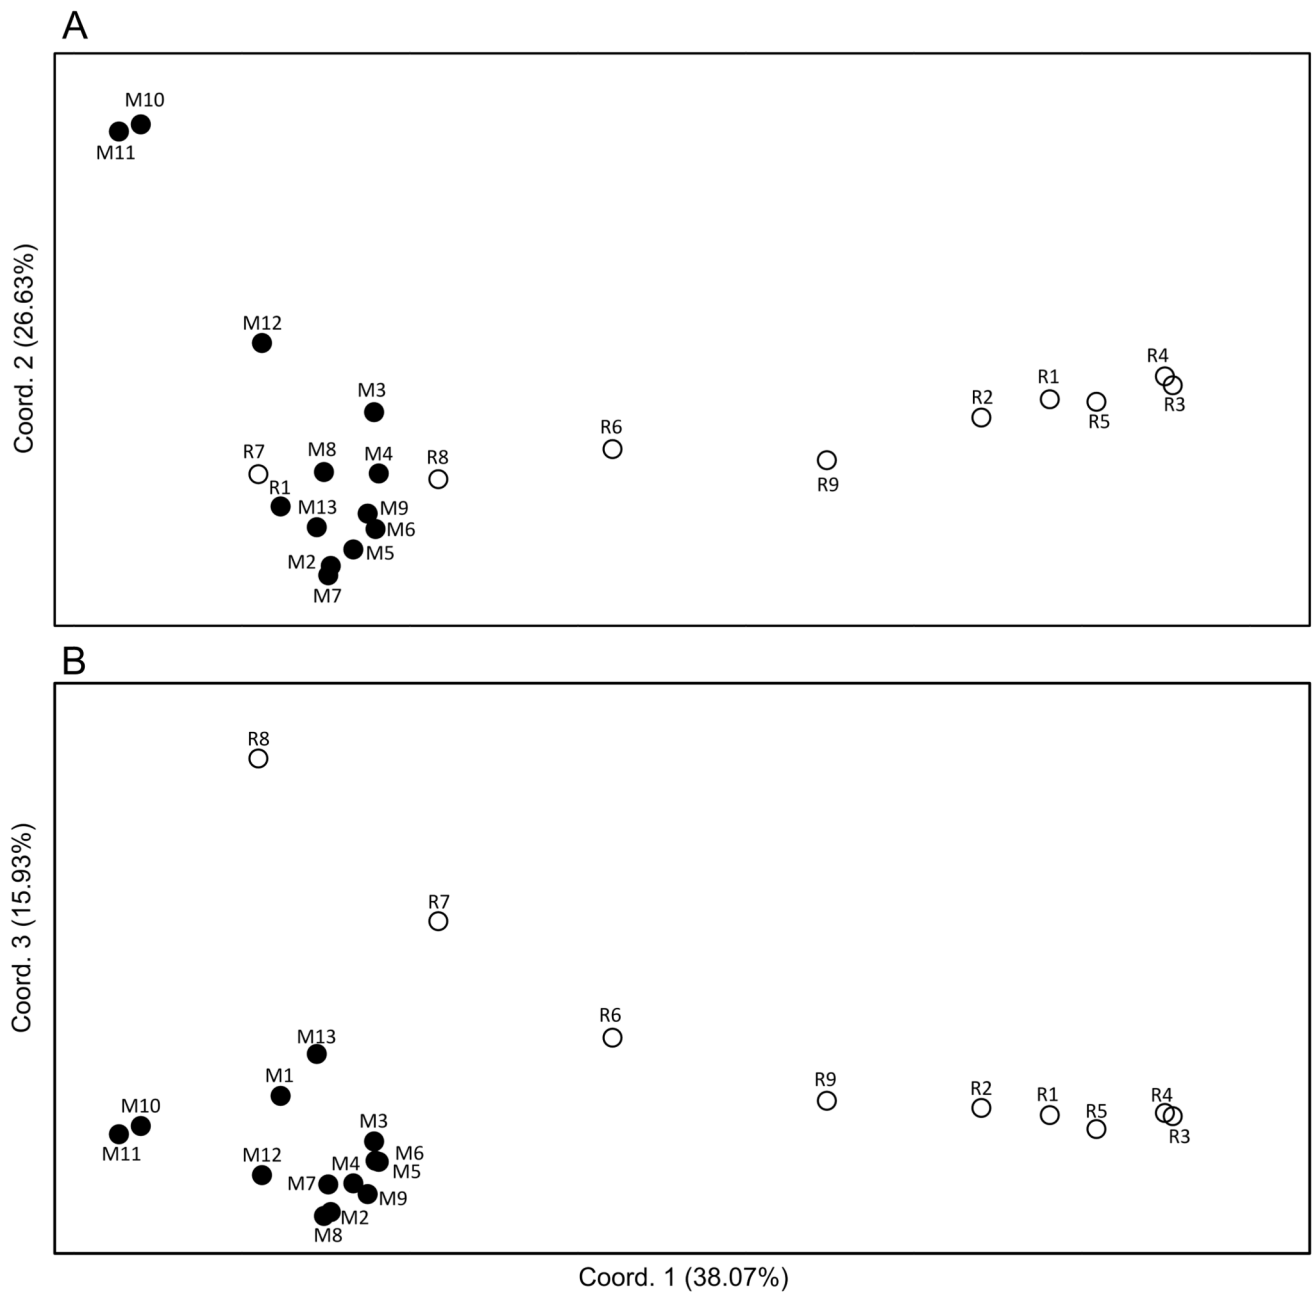 A
M10
M11
M12
M3
R4
R3
R1
R2
R5
R6
M8
M4
R8
R7
R9
R1
M13
M9
M6
M5
M2
M7
Coord. 2 (26.63%)
B
R8
R7
R6
M13
M1
R9
R2
R1
R4
R5
R3
M10
M11
M3
M6
M5
M12
M4
M7
M9
M2
M8
Coord. 3 (15.93%)
Coord. 1 (38.07%)